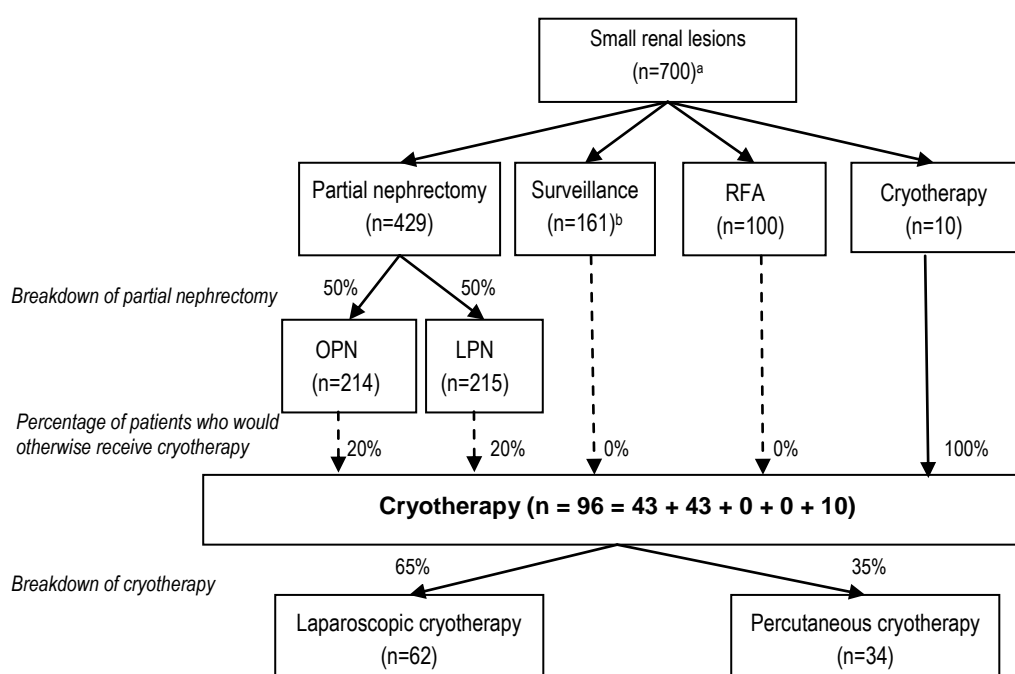 Small renal lesions
(n=700)ᵃ
Partial nephrectomy
(n=429)
Surveillance
(n=161)ᵇ
RFA
(n=100)
Cryotherapy
(n=10)
Breakdown of partial nephrectomy
50%
50%
OPN
(n=214)
LPN
(n=215)
Percentage of patients who would
otherwise receive cryotherapy
20%
20%
0%
0%
100%
Cryotherapy (n = 96 = 43 + 43 + 0 + 0 + 10)
Breakdown of cryotherapy
65%
35%
Laparoscopic cryotherapy
(n=62)
Percutaneous cryotherapy
(n=34)